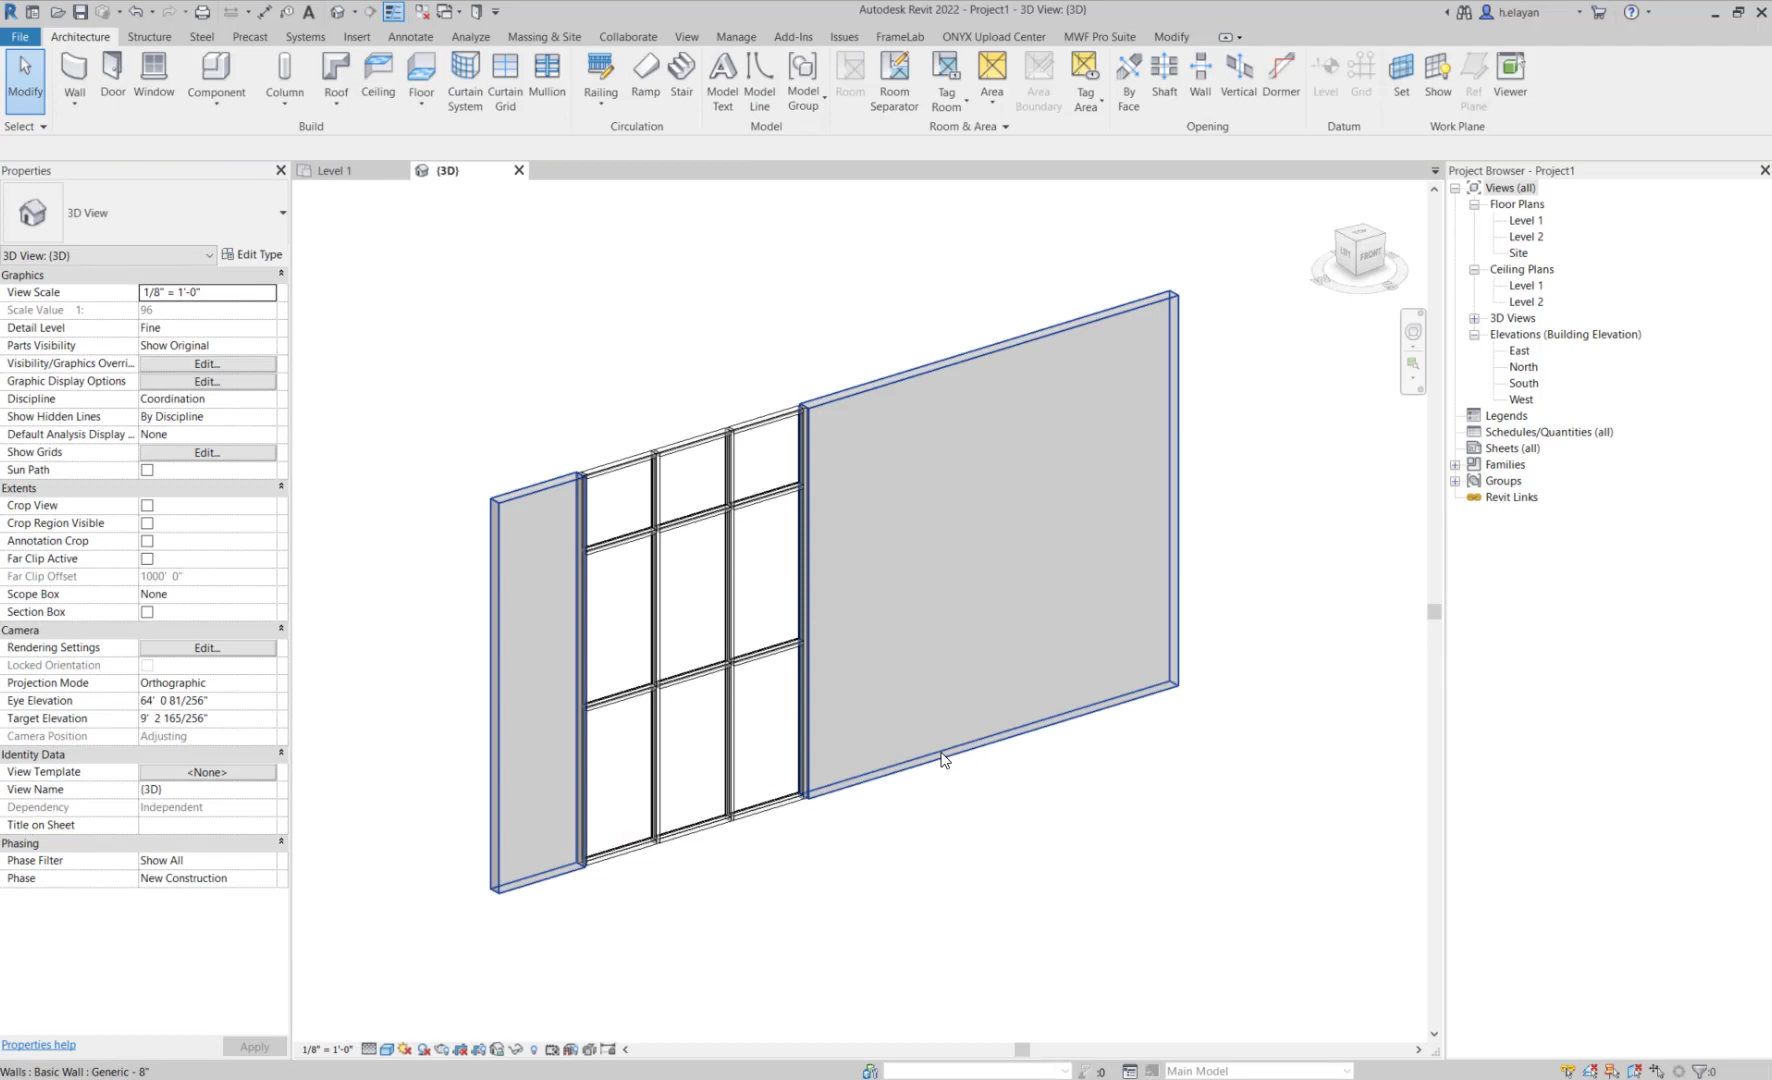 Autodesk Revit 2022 - Project1 - 3D View: {3D}
h.elayan
File Architecture Structure Steel Precast Systems Insert Annotate Analyze Massing & Site Collaborate View Manage Add-Ins Issues FrameLab ONYX Upload Center MWF Pro Suite Modify
Modify Wall Door Window Component Column Roof Ceiling Floor Curtain System Curtain Grid Mullion Railing Ramp Stair Model Text Model Line Model Group Room Room Separator Tag Room Area Area Boundary Tag Area By Face Shaft Wall Vertical Dormer Level Grid Set Show Ref Plane Viewer
Select Build Circulation Model Room & Area Opening Datum Work Plane
Properties
3D View
3D View: {3D} Edit Type
Graphics
View Scale 1/8" = 1'-0"
Scale Value 1: 96
Detail Level Fine
Parts Visibility Show Original
Visibility/Graphics Overri... Edit...
Graphic Display Options Edit...
Discipline Coordination
Show Hidden Lines By Discipline
Default Analysis Display ... None
Show Grids Edit...
Sun Path
Extents
Crop View
Crop Region Visible
Annotation Crop
Far Clip Active
Far Clip Offset 1000' 0"
Scope Box None
Section Box
Camera
Rendering Settings Edit...
Locked Orientation
Projection Mode Orthographic
Eye Elevation 64' 0 81/256"
Target Elevation 9' 2 165/256"
Camera Position Adjusting
Identity Data
View Template <None>
View Name {3D}
Dependency Independent
Title on Sheet
Phasing
Phase Filter Show All
Phase New Construction
Properties help Apply
Level 1 {3D}
TOP
FRONT
1/8" = 1'-0"
Project Browser - Project1
Views (all)
Floor Plans
Level 1
Level 2
Site
Ceiling Plans
Level 1
Level 2
3D Views
Elevations (Building Elevation)
East
North
South
West
Legends
Schedules/Quantities (all)
Sheets (all)
Families
Groups
Revit Links
Walls : Basic Wall : Generic - 8" :0 Main Model :0